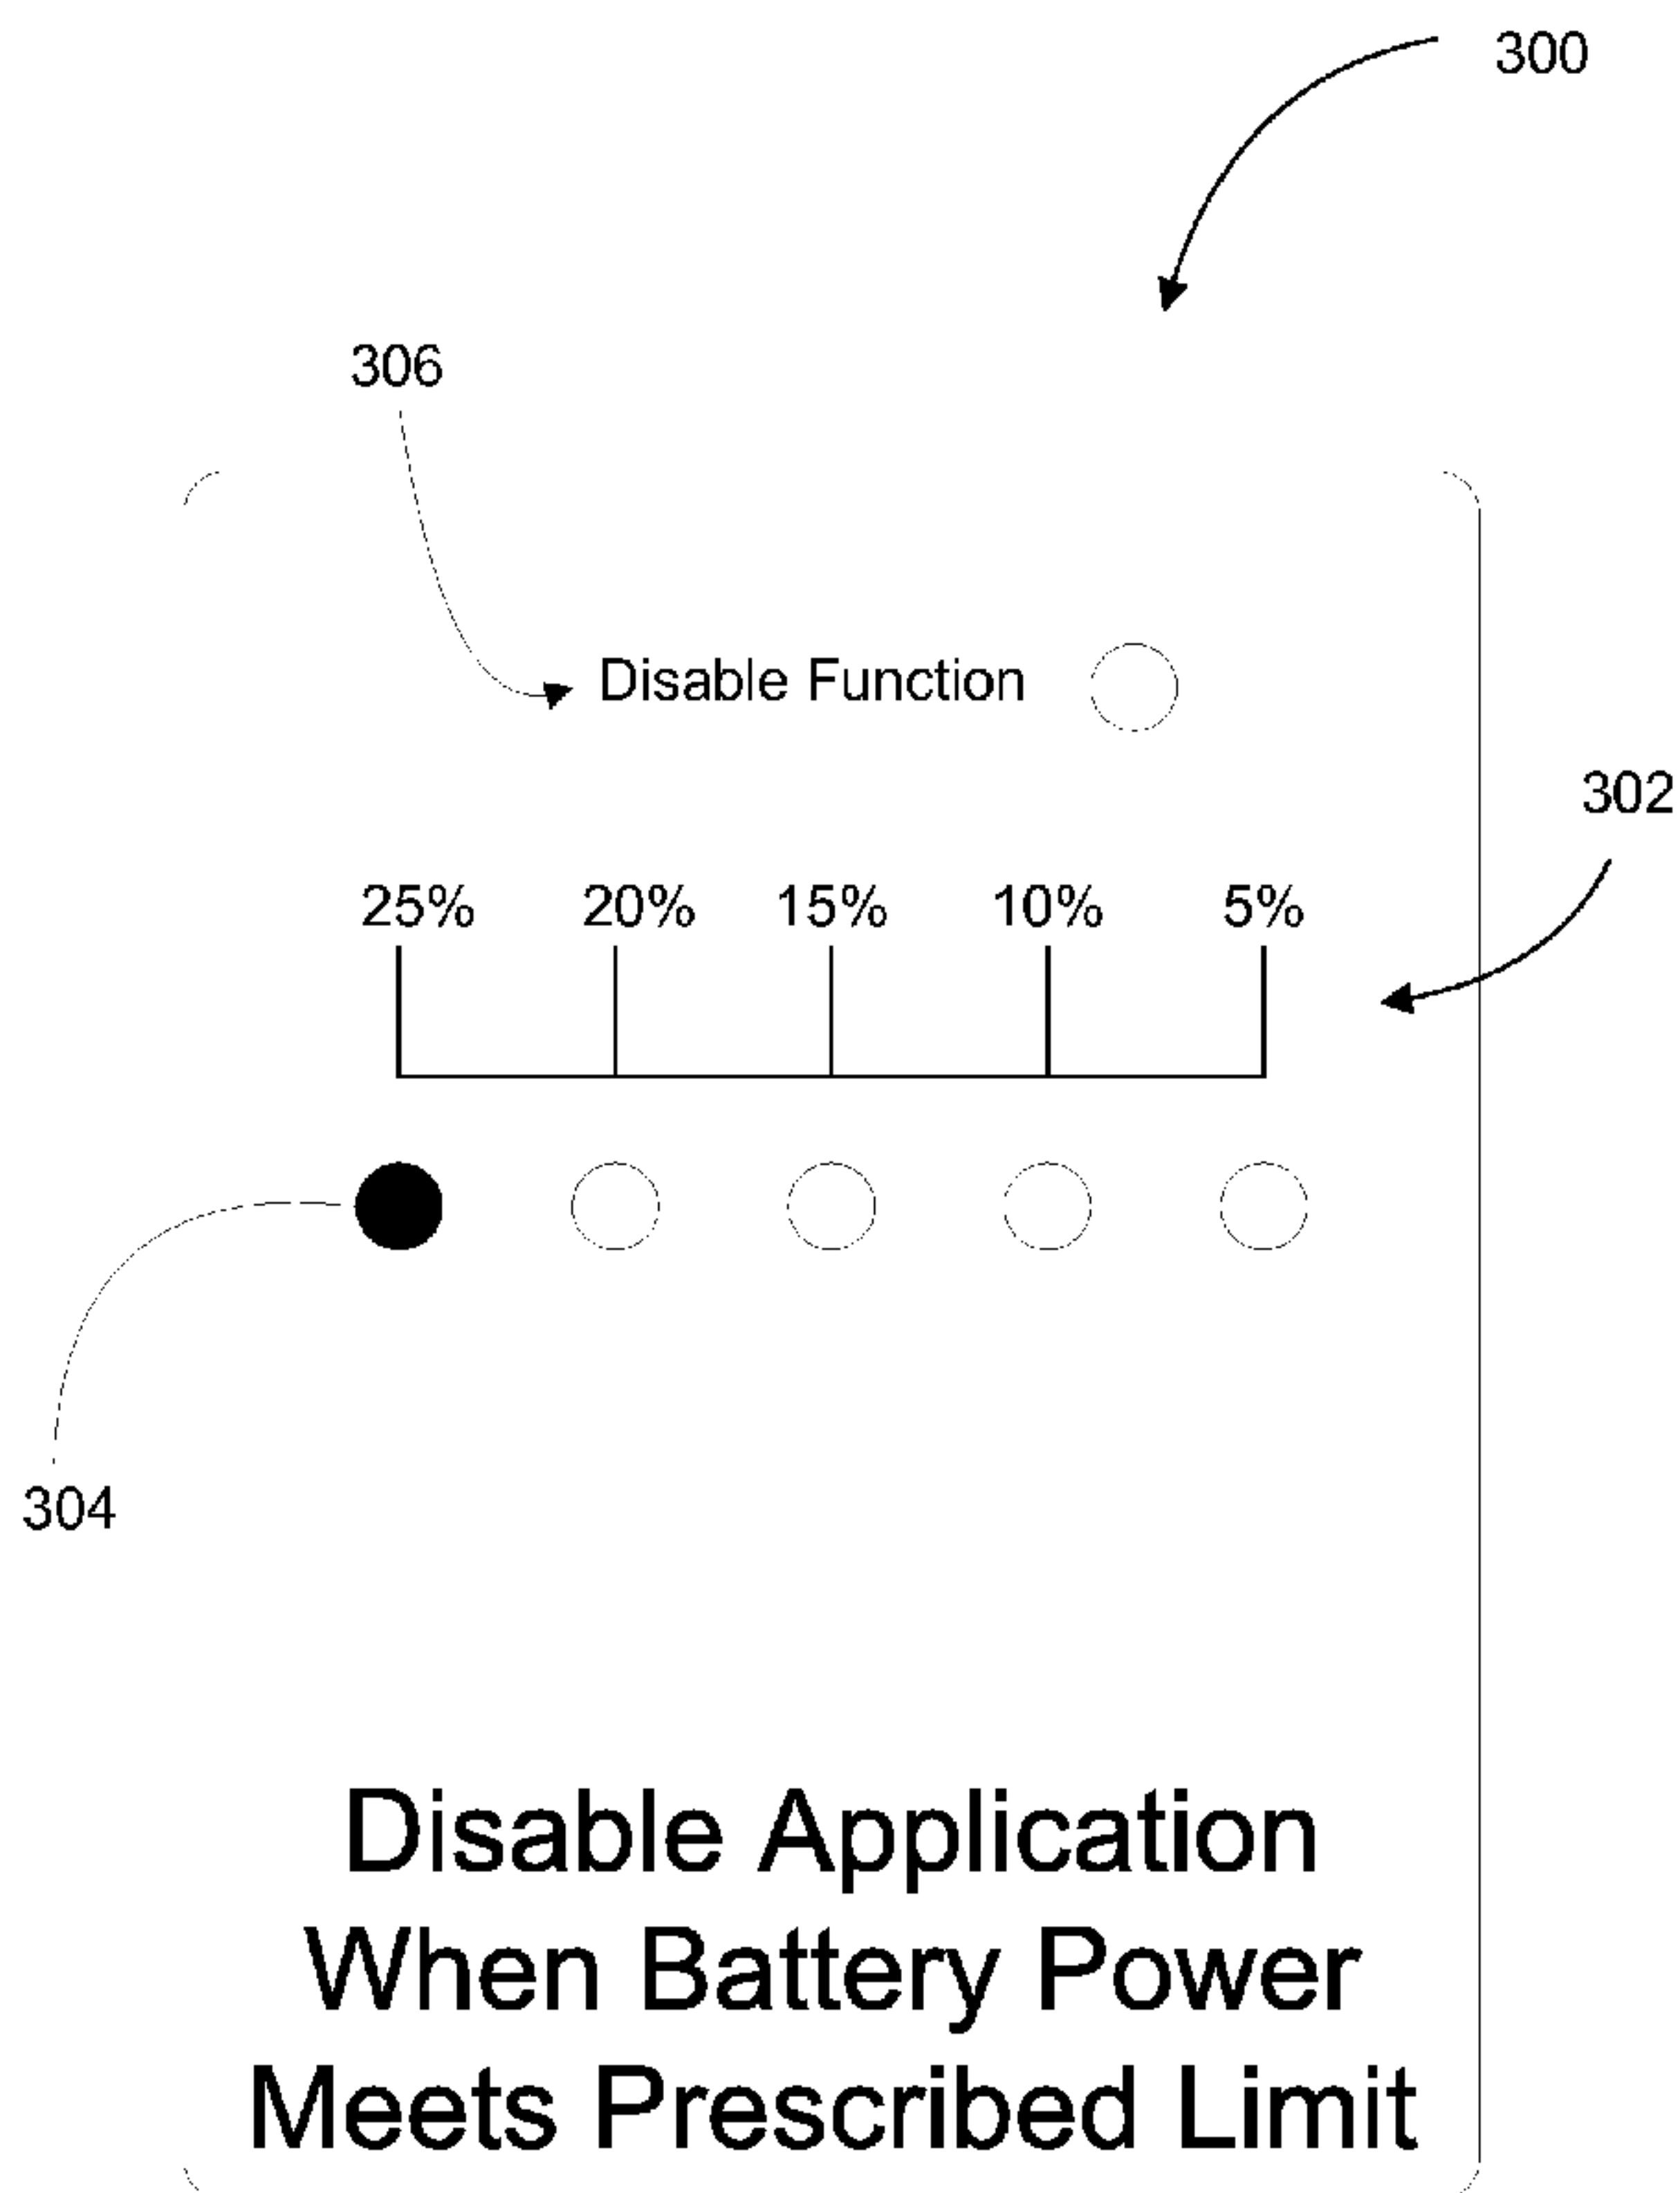 300
306
Disable Function
302
25% 20% 15% 10% 5%
304
Disable Application
When Battery Power
Meets Prescribed Limit